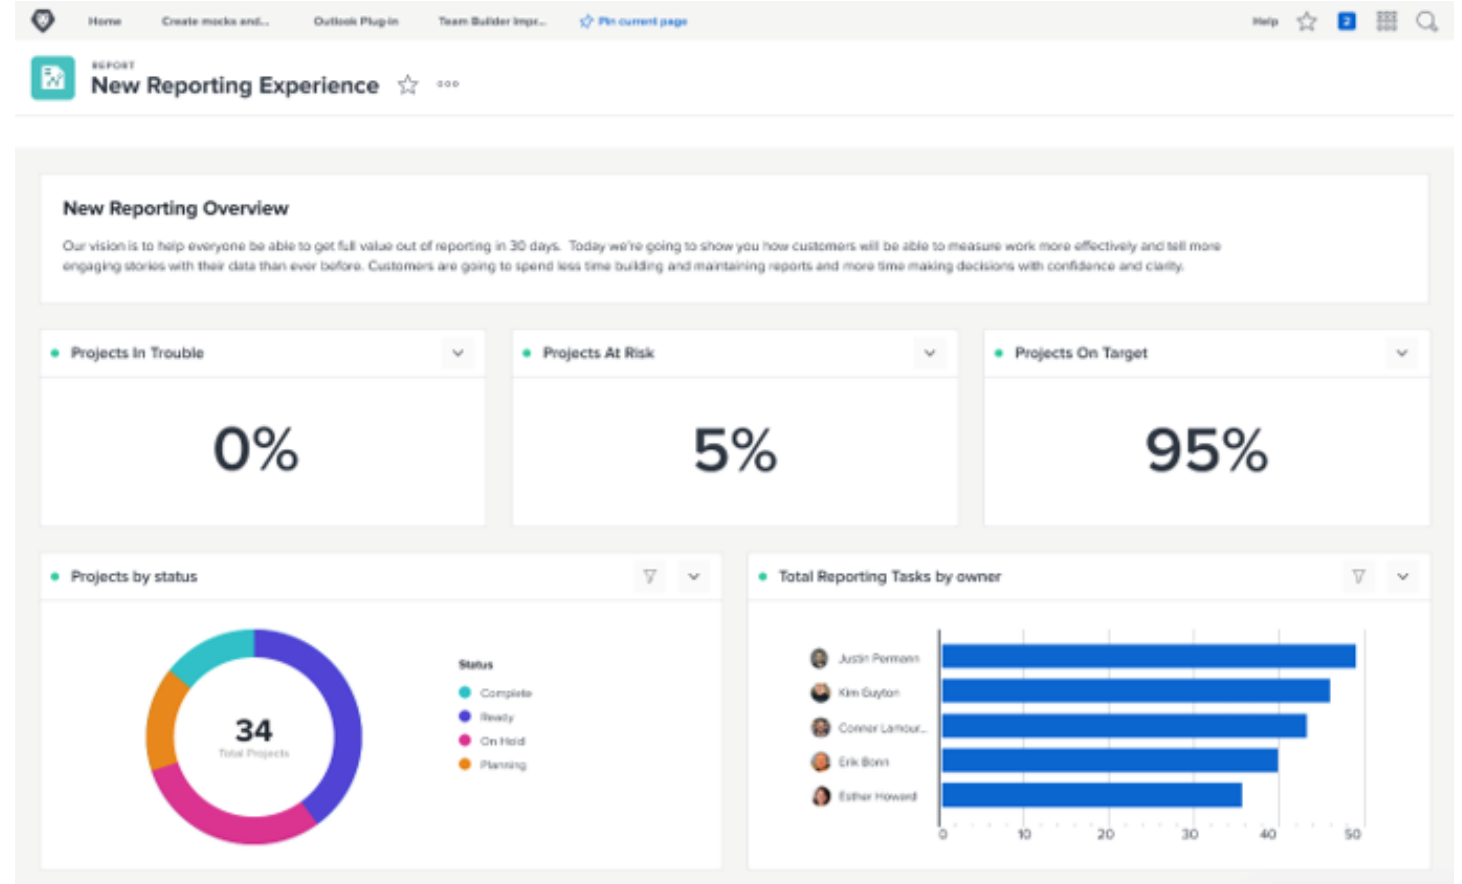 Home Create mocks and... Outlook Plug-in Team Builder Impr... Pin current page Help 2
REPORT
New Reporting Experience
New Reporting Overview
Our vision is to help everyone be able to get full value out of reporting in 30 days. Today we're going to show you how customers will be able to measure work more effectively and tell more
engaging stories with their data than ever before. Customers are going to spend less time building and maintaining reports and more time making decisions with confidence and clarity.
Projects In Trouble Projects At Risk Projects On Target
0% 5% 95%
Projects by status
34
Total Projects
Status
Complete
Ready
On Hold
Planning
Total Reporting Tasks by owner
Justin Permann
Kim Guyton
Conner Lamour...
Erik Bonn
Esther Howard
0 10 20 30 40 50